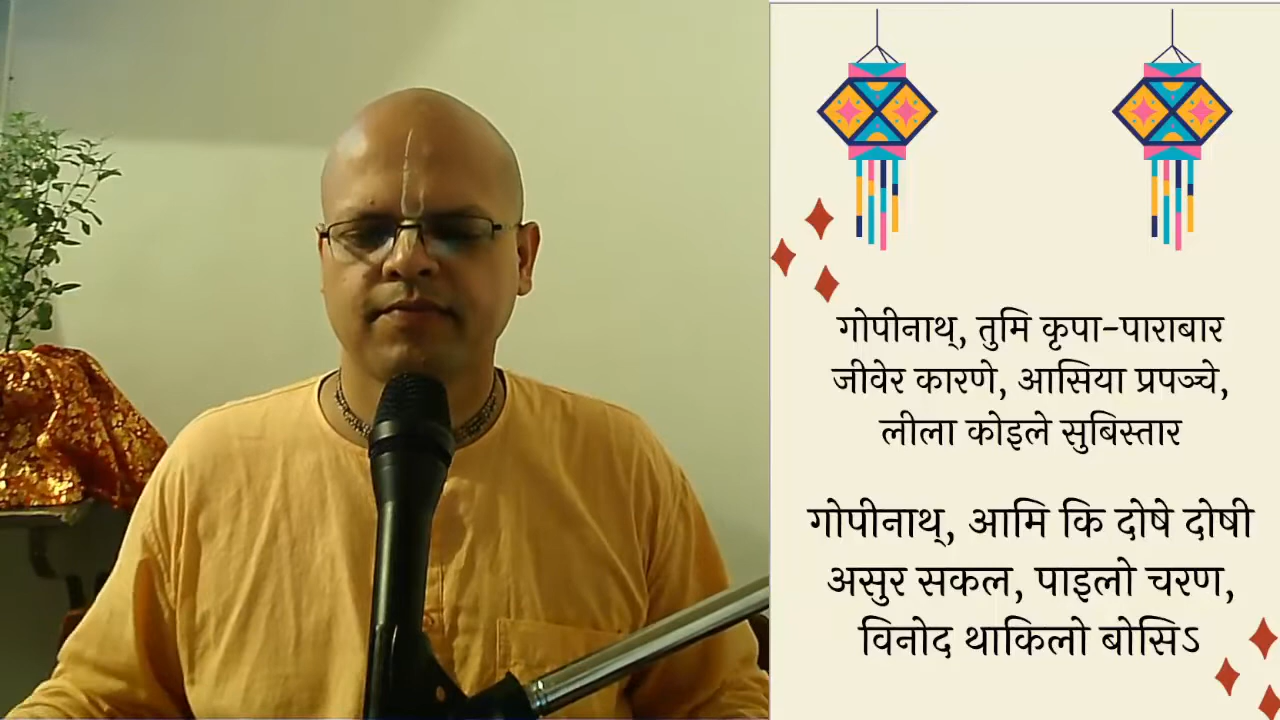 गोपीनाथ्, तुमि कृपा-पाराबार
जीवेर कारणे, आसिया प्रपञ्चे,
लीला कोइले सुबिस्तार
गोपीनाथ्, आमि कि दोषे दोषी
असुर सकल, पाइलो चरण,
विनोद थाकिलो बोसिऽ